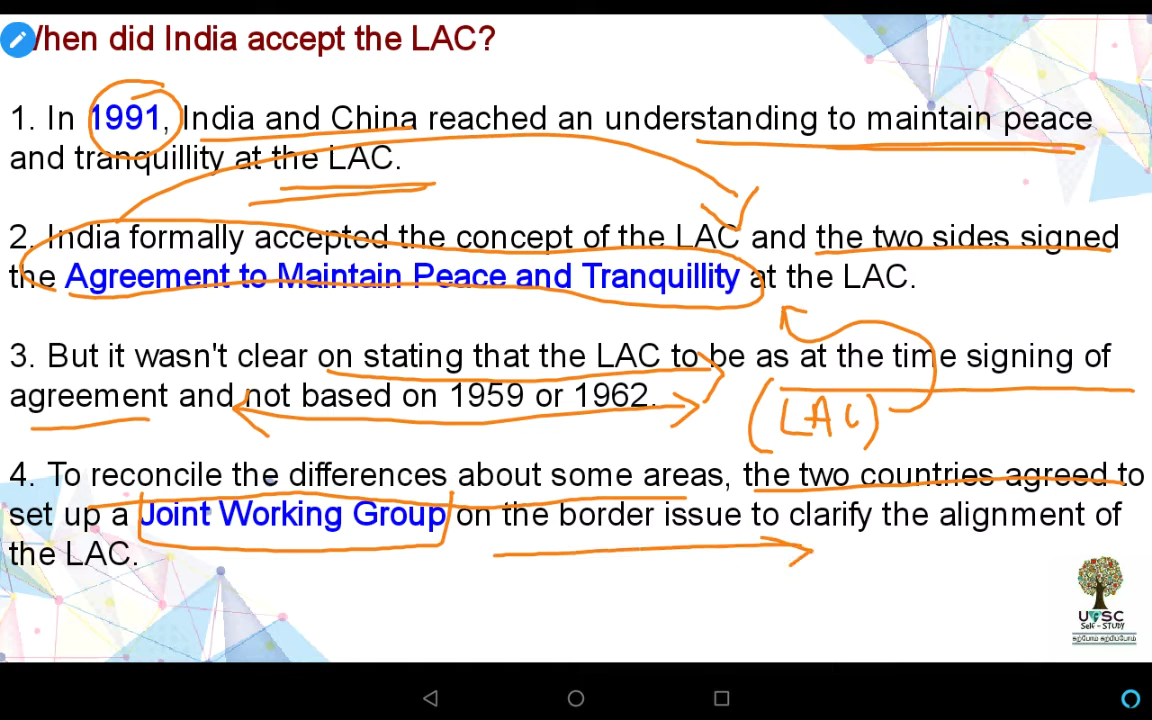 When did India accept the LAC?
1. In 1991, India and China reached an understanding to maintain peace
and tranquillity at the LAC.
2. India formally accepted the concept of the LAC and the two sides signed
the Agreement to Maintain Peace and Tranquillity at the LAC.
3. But it wasn't clear on stating that the LAC to be as at the time signing of
agreement and not based on 1959 or 1962.
(LAC)
4. To reconcile the differences about some areas, the two countries agreed to
set up a Joint Working Group on the border issue to clarify the alignment of
the LAC.
UPSC
Self - STUDY
கற்போம் கற்பிப்போம்